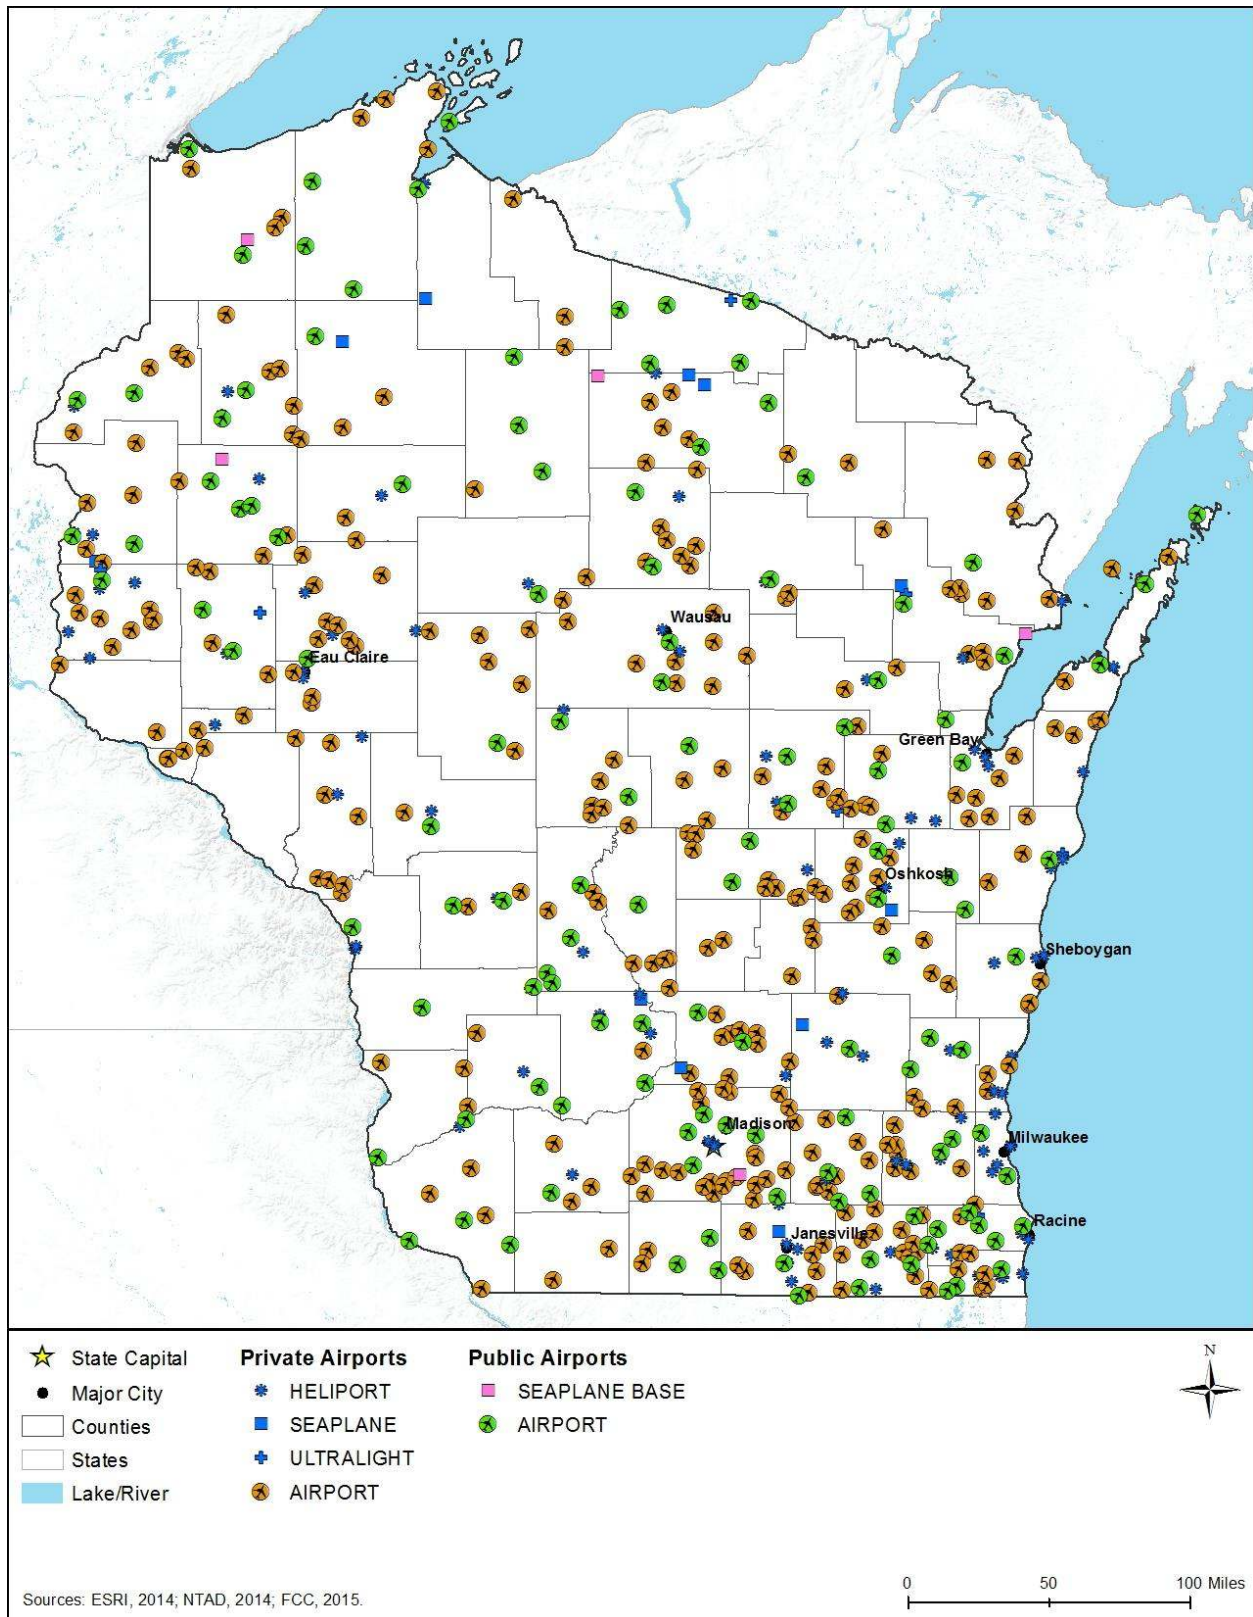 Wausau
Eau Claire
Green Bay
Oshkosh
Sheboygan
Madison
Milwaukee
Racine
Janesville
State Capital
Major City
Counties
States
Lake/River
Private Airports
HELIPORT
SEAPLANE
ULTRALIGHT
AIRPORT
Public Airports
SEAPLANE BASE
AIRPORT
N
0 50 100 Miles
Sources: ESRI, 2014; NTAD, 2014; FCC, 2015.